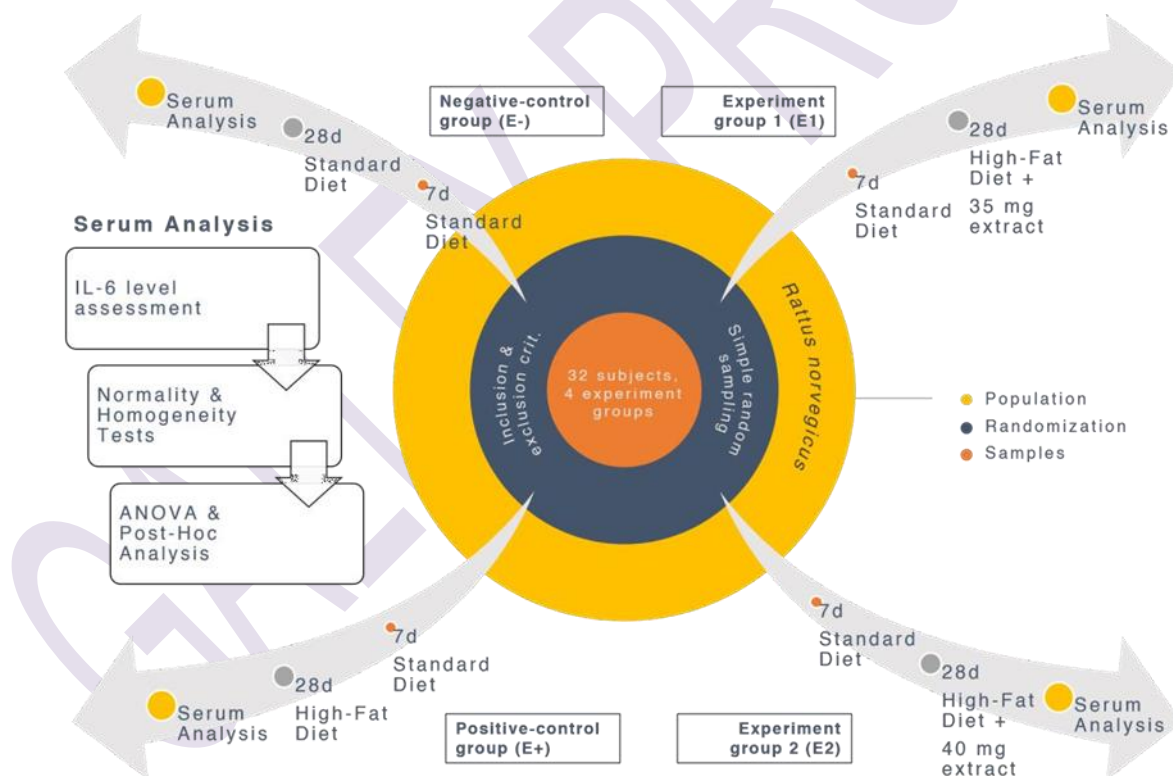 Negative-control
group (E-)
Experiment
group 1 (E1)
Serum
Analysis
28d
Standard
Diet
7d
Standard
Diet
7d
Standard
Diet
28d
High-Fat
Diet +
35 mg
extract
Serum
Analysis
Serum Analysis
IL-6 level
assessment
Normality &
Homogeneity
Tests
ANOVA &
Post-Hoc
Analysis
Inclusion &
exclusion crit.
32 subjects,
4 experiment
groups
Simple random
sampling
Rattus norvegicus
Population
Randomization
Samples
7d
Standard
Diet
28d
High-Fat
Diet
Serum
Analysis
7d
Standard
Diet
28d
High-Fat
Diet +
40 mg
extract
Serum
Analysis
Positive-control
group (E+)
Experiment
group 2 (E2)